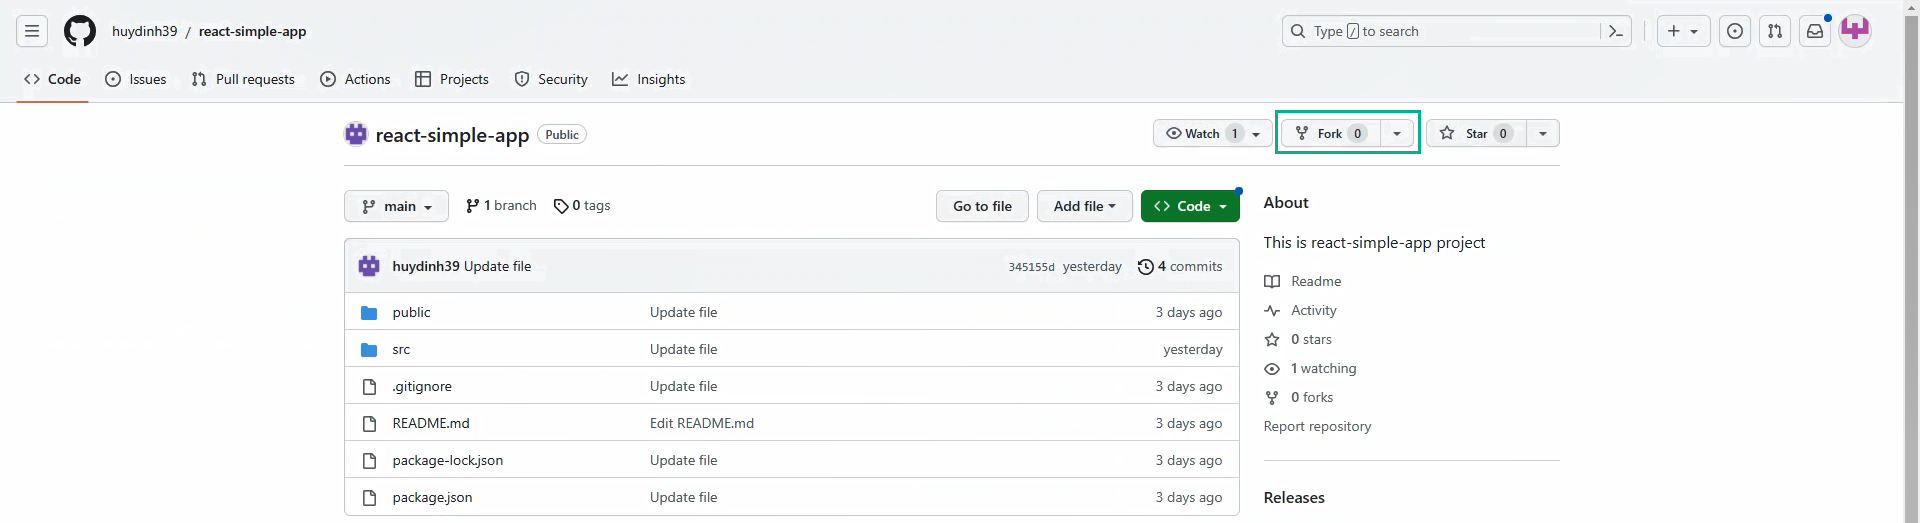 huydinh39 / react-simple-app Type / to search
Code Issues Pull requests Actions Projects Security Insights
react-simple-app Public Watch 1 Fork 0 Star 0
main 1 branch 0 tags Go to file Add file Code
huydinh39 Update file 345155d yesterday 4 commits
public Update file 3 days ago
src Update file yesterday
.gitignore Update file 3 days ago
README.md Edit README.md 3 days ago
package-lock.json Update file 3 days ago
package.json Update file 3 days ago
About
This is react-simple-app project
Readme
Activity
0 stars
1 watching
0 forks
Report repository
Releases